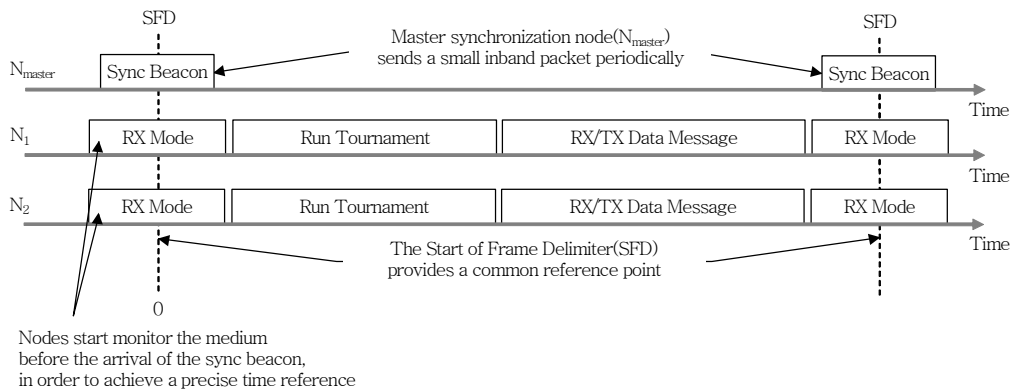 SFD
SFD
Master synchronization node(Nmaster)
sends a small inband packet periodically
Nmaster
Sync Beacon
Sync Beacon
Time
N1
RX Mode
Run Tournament
RX/TX Data Message
RX Mode
Time
N2
RX Mode
Run Tournament
RX/TX Data Message
RX Mode
Time
The Start of Frame Delimiter(SFD)
provides a common reference point
0
Nodes start monitor the medium
before the arrival of the sync beacon,
in order to achieve a precise time reference